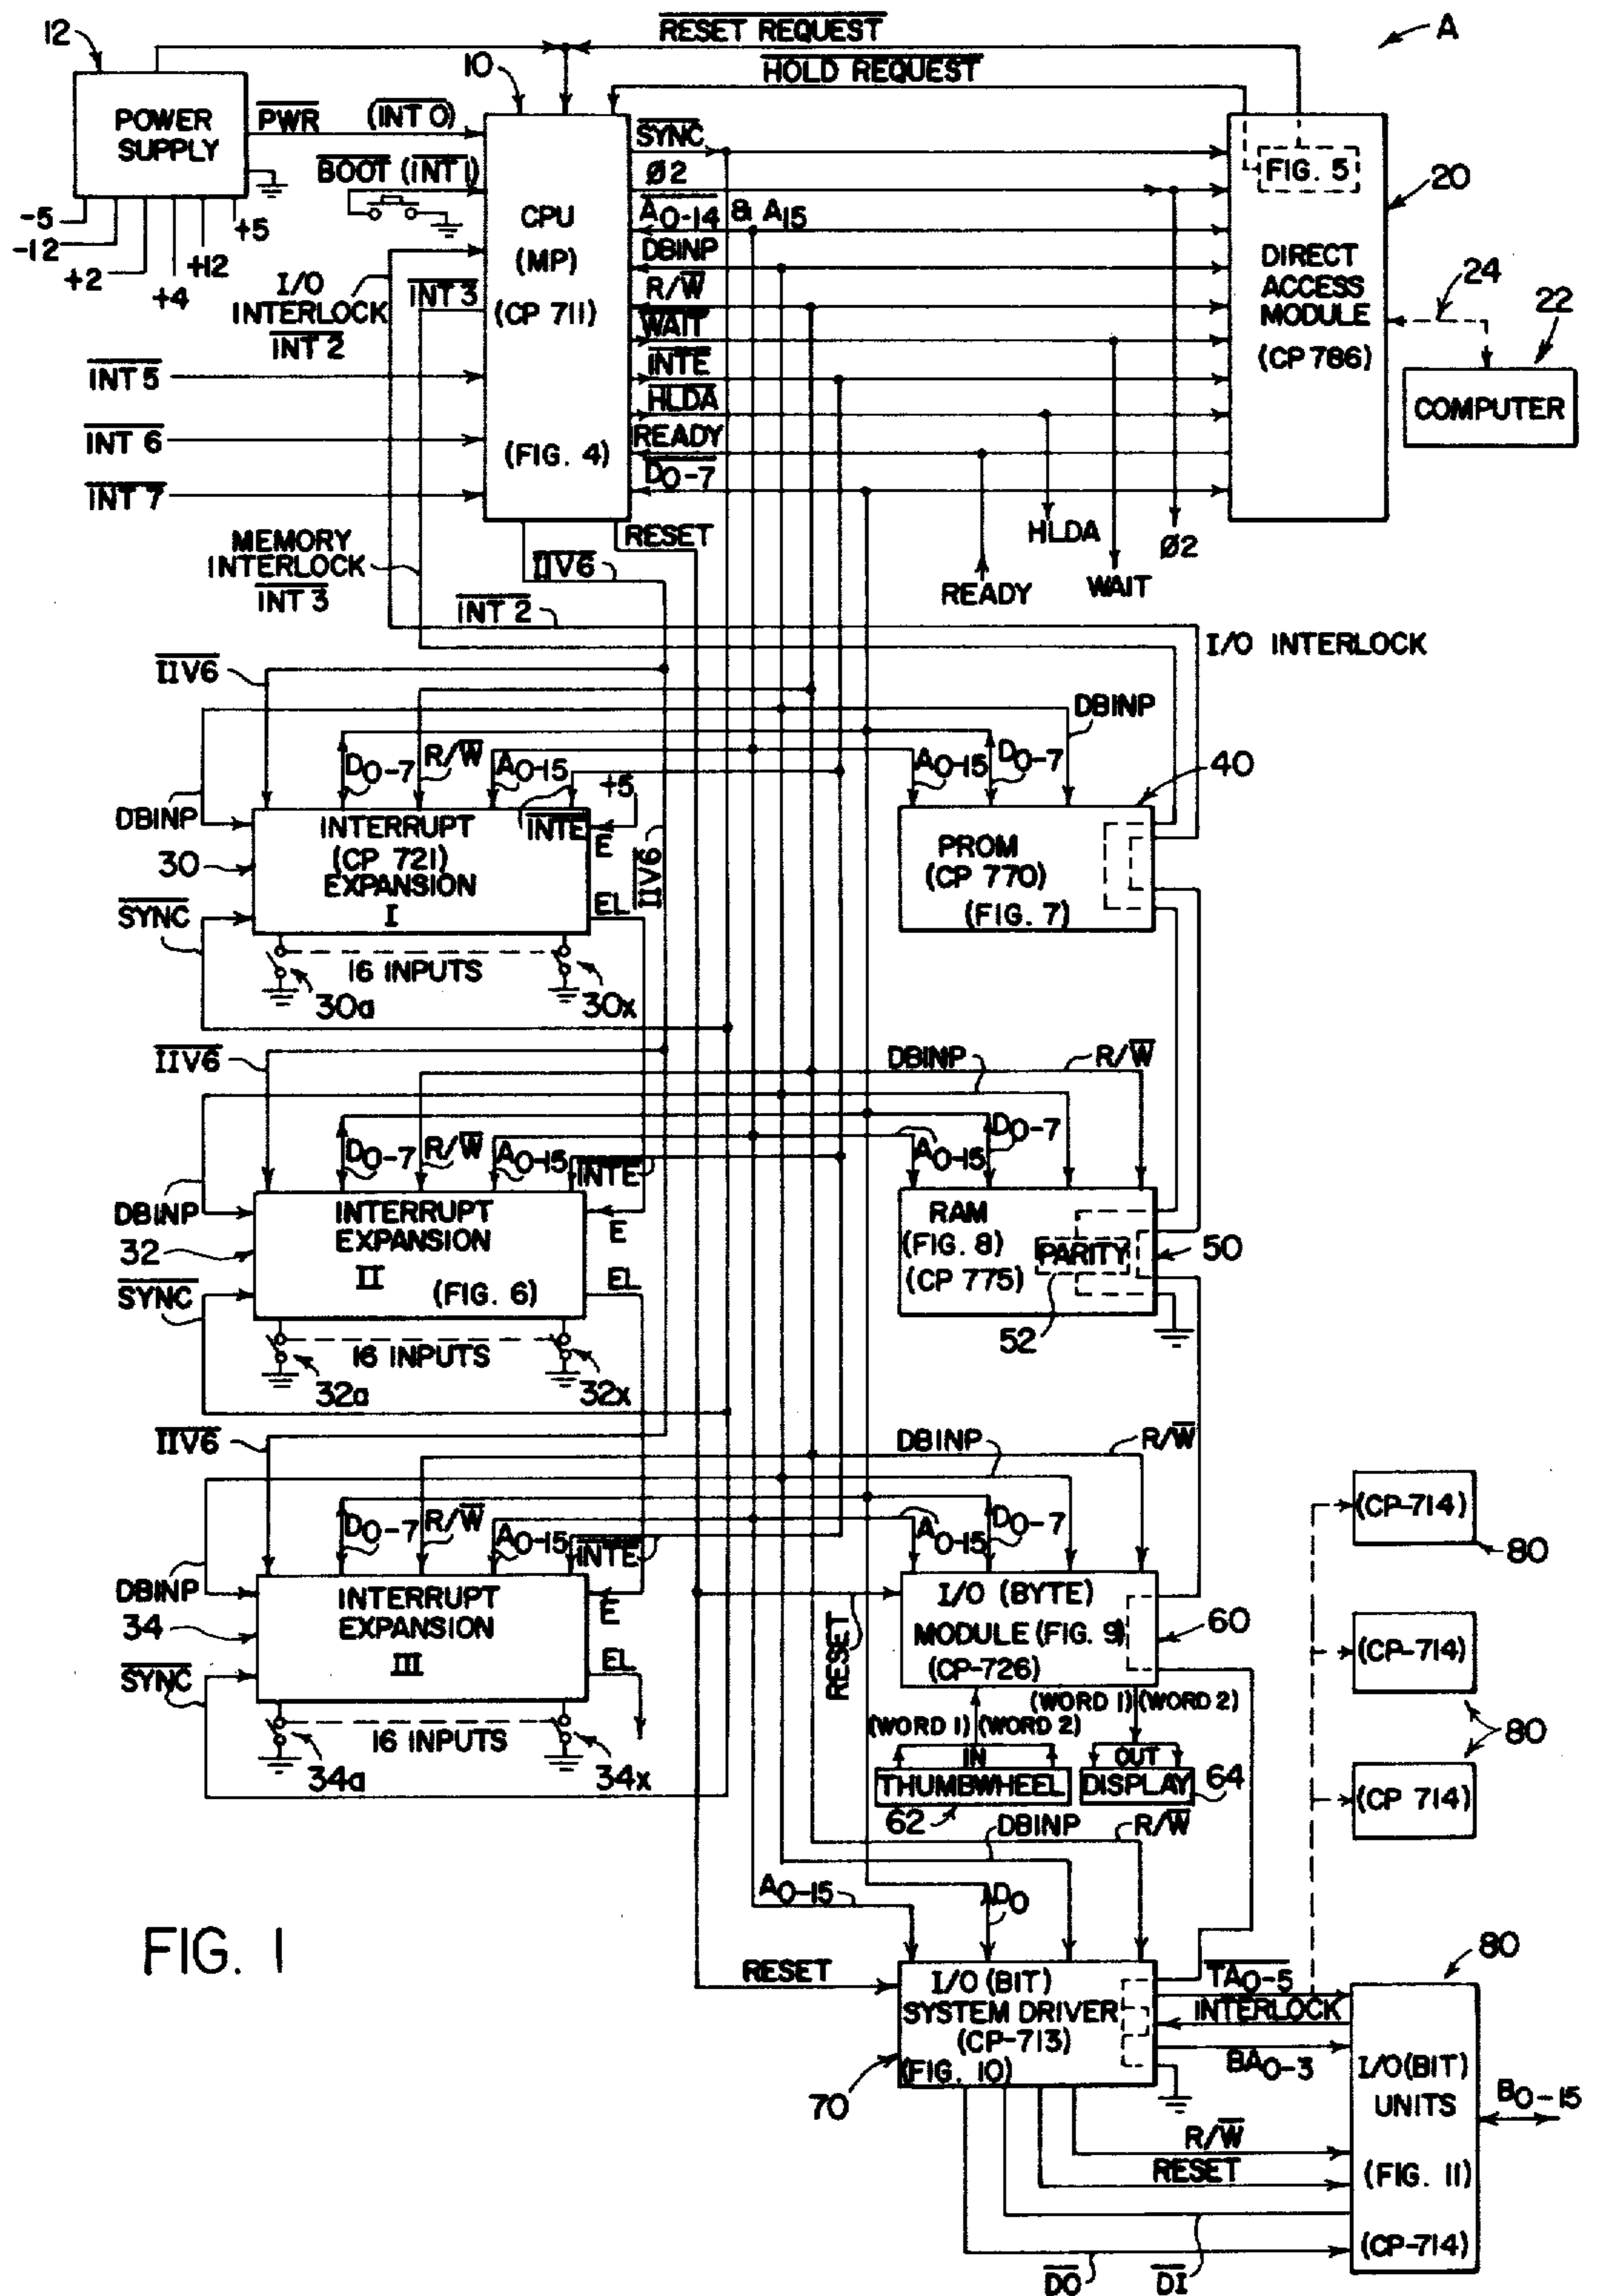 12
RESET REQUEST
A
10
HOLD REQUEST
POWER
SUPPLY
PWR
(INT 0)
BOOT (INT 1)
-5
-12
+2
+4
+12
+5
CPU
(MP)
(CP 711)
(FIG. 4)
SYNC
Ø2
A0-14 & A15
DBINP
R/W
WAIT
INTE
HLDA
READY
D0-7
FIG. 5
20
DIRECT
ACCESS
MODULE
(CP 786)
24
22
COMPUTER
I/O
INTERLOCK
INT 2
INT 3
INT 5
INT 6
INT 7
MEMORY
INTERLOCK
INT 3
RESET
IIV6
INT 2
HLDA
Ø2
READY
WAIT
I/O INTERLOCK
IIV6
DBINP
D0-7
R/W
A0-15
+5
A0-15
D0-7
DBINP
40
DBINP
INTERRUPT
(CP 721)
EXPANSION
I
INTE
E
30
SYNC
EL
IIV6
PROM
(CP 770)
(FIG. 7)
16 INPUTS
30a
30x
IIV6
DBINP
R/W
D0-7
R/W
A0-15
INTE
A0-15
D0-7
DBINP
INTERRUPT
EXPANSION
II
(FIG. 6)
E
32
SYNC
EL
RAM
(FIG. 8)
(CP 775)
PARITY
50
52
16 INPUTS
32a
32x
IIV6
DBINP
R/W
D0-7
R/W
A0-15
INTE
A0-15
D0-7
(CP-714)
80
DBINP
INTERRUPT
EXPANSION
III
E
34
SYNC
EL
RESET
I/O (BYTE)
MODULE (FIG. 9)
(CP-726)
60
(CP-714)
80
(CP 714)
16 INPUTS
34a
34x
(WORD 1) (WORD 2)
(WORD 1) (WORD 2)
IN
OUT
THUMBWHEEL
DISPLAY
64
62
DBINP
R/W
A0-15
D0
FIG. 1
RESET
I/O (BIT)
SYSTEM DRIVER
(CP-713)
(FIG. 10)
70
TA0-5
INTERLOCK
BA0-3
80
I/O (BIT)
UNITS
(FIG. 11)
(CP-714)
B0-15
R/W
RESET
DO
DI